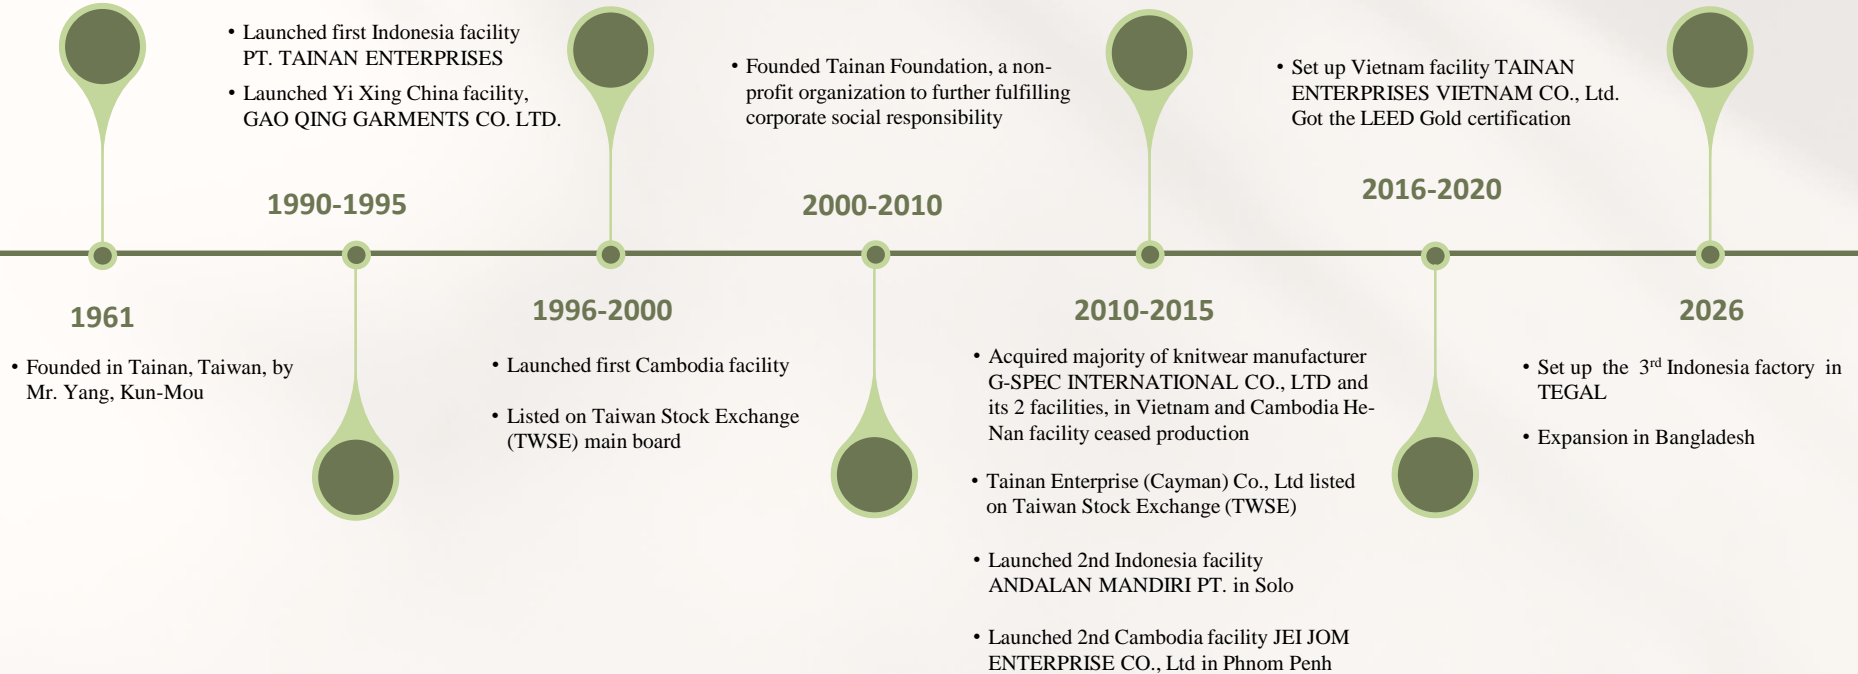 1961
• Founded in Tainan, Taiwan, by
Mr. Yang, Kun-Mou
• Launched first Indonesia facility
PT. TAINAN ENTERPRISES
• Launched Yi Xing China facility,
GAO QING GARMENTS CO. LTD.
1990-1995
1996-2000
• Launched first Cambodia facility
• Listed on Taiwan Stock Exchange
(TWSE) main board
• Founded Tainan Foundation, a non-
profit organization to further fulfilling
corporate social responsibility
2000-2010
2010-2015
• Acquired majority of knitwear manufacturer
G-SPEC INTERNATIONAL CO., LTD and
its 2 facilities, in Vietnam and Cambodia He-
Nan facility ceased production
• Tainan Enterprise (Cayman) Co., Ltd listed
on Taiwan Stock Exchange (TWSE)
• Launched 2nd Indonesia facility
ANDALAN MANDIRI PT. in Solo
• Launched 2nd Cambodia facility JEI JOM
ENTERPRISE CO., Ltd in Phnom Penh
• Set up Vietnam facility TAINAN
ENTERPRISES VIETNAM CO., Ltd.
Got the LEED Gold certification
2016-2020
2026
• Set up the 3rd Indonesia factory in
TEGAL
• Expansion in Bangladesh